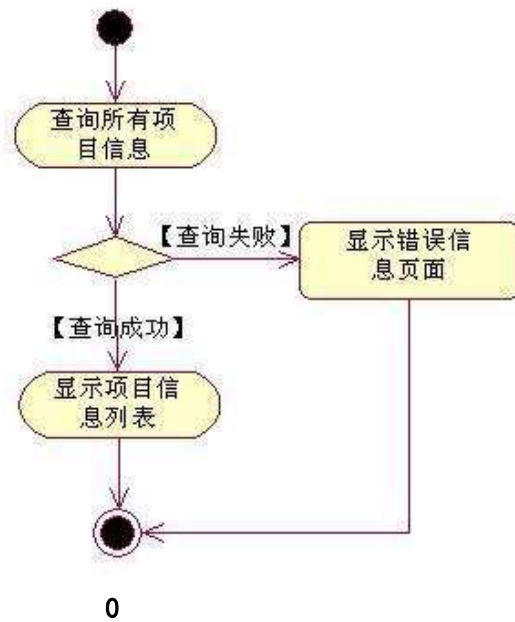 查询所有项
目信息
【查询失败】
显示错误信
息页面
【查询成功】
显示项目信
息列表
0